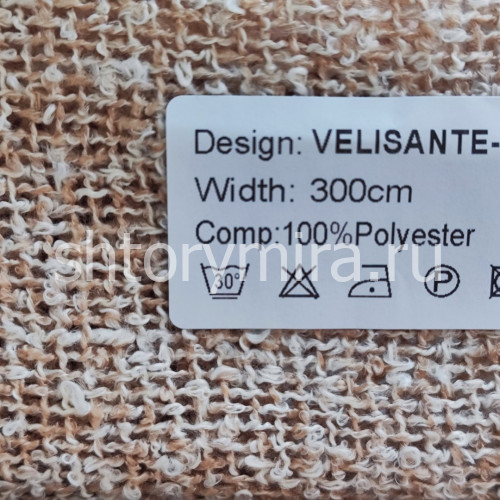 Design: VELISANTE-
Width: 300cm
Comp:100%Polyester
shtorymira.ru
30°
P